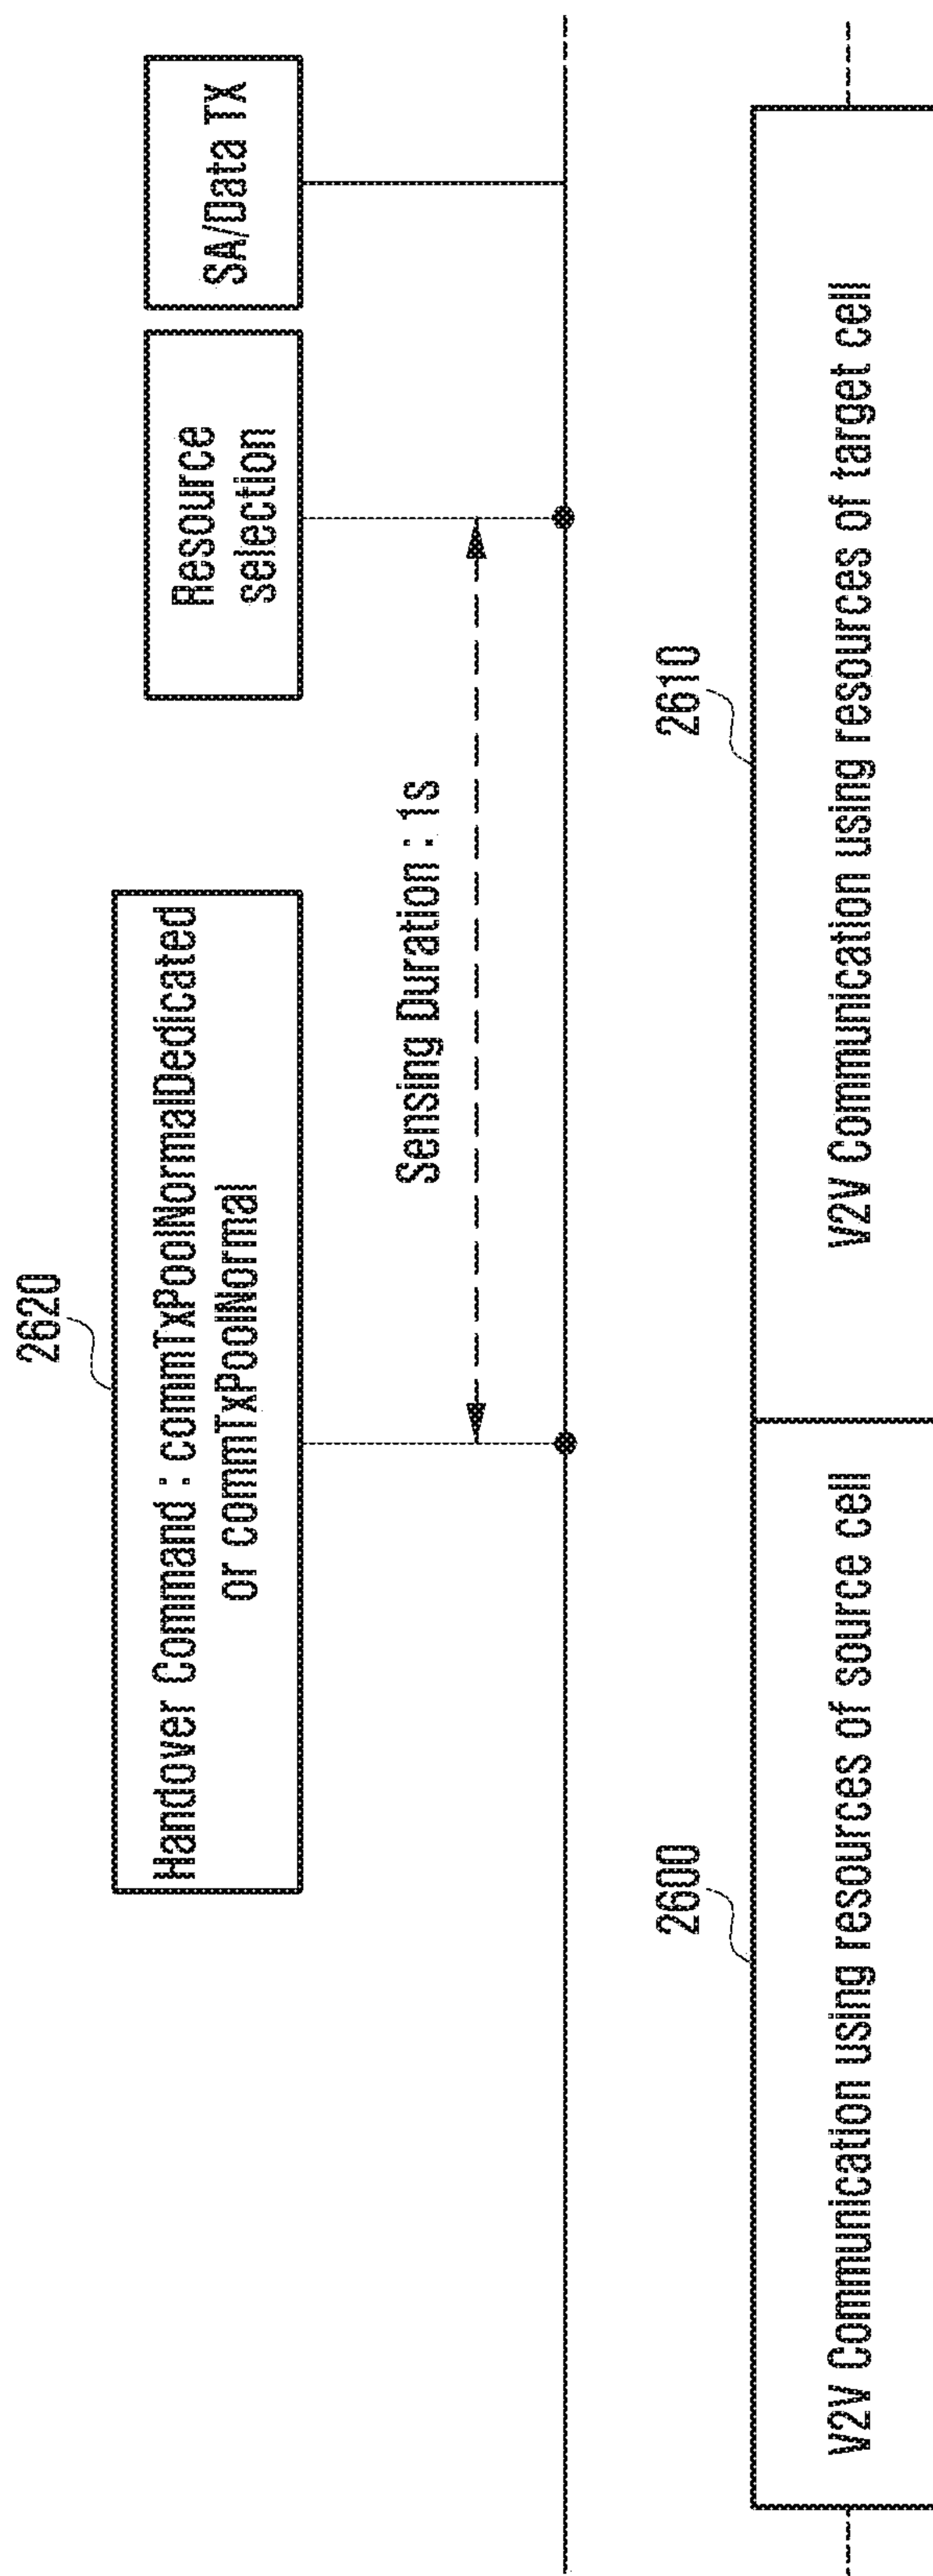 2620
Handover Command : commTxPoolNormalDedicated
or commTxPoolNormal
Resource
selection
SA/Data TX
Sensing Duration : 1s
2600
2610
V2V Communication using resources of source cell
V2V Communication using resources of target cell